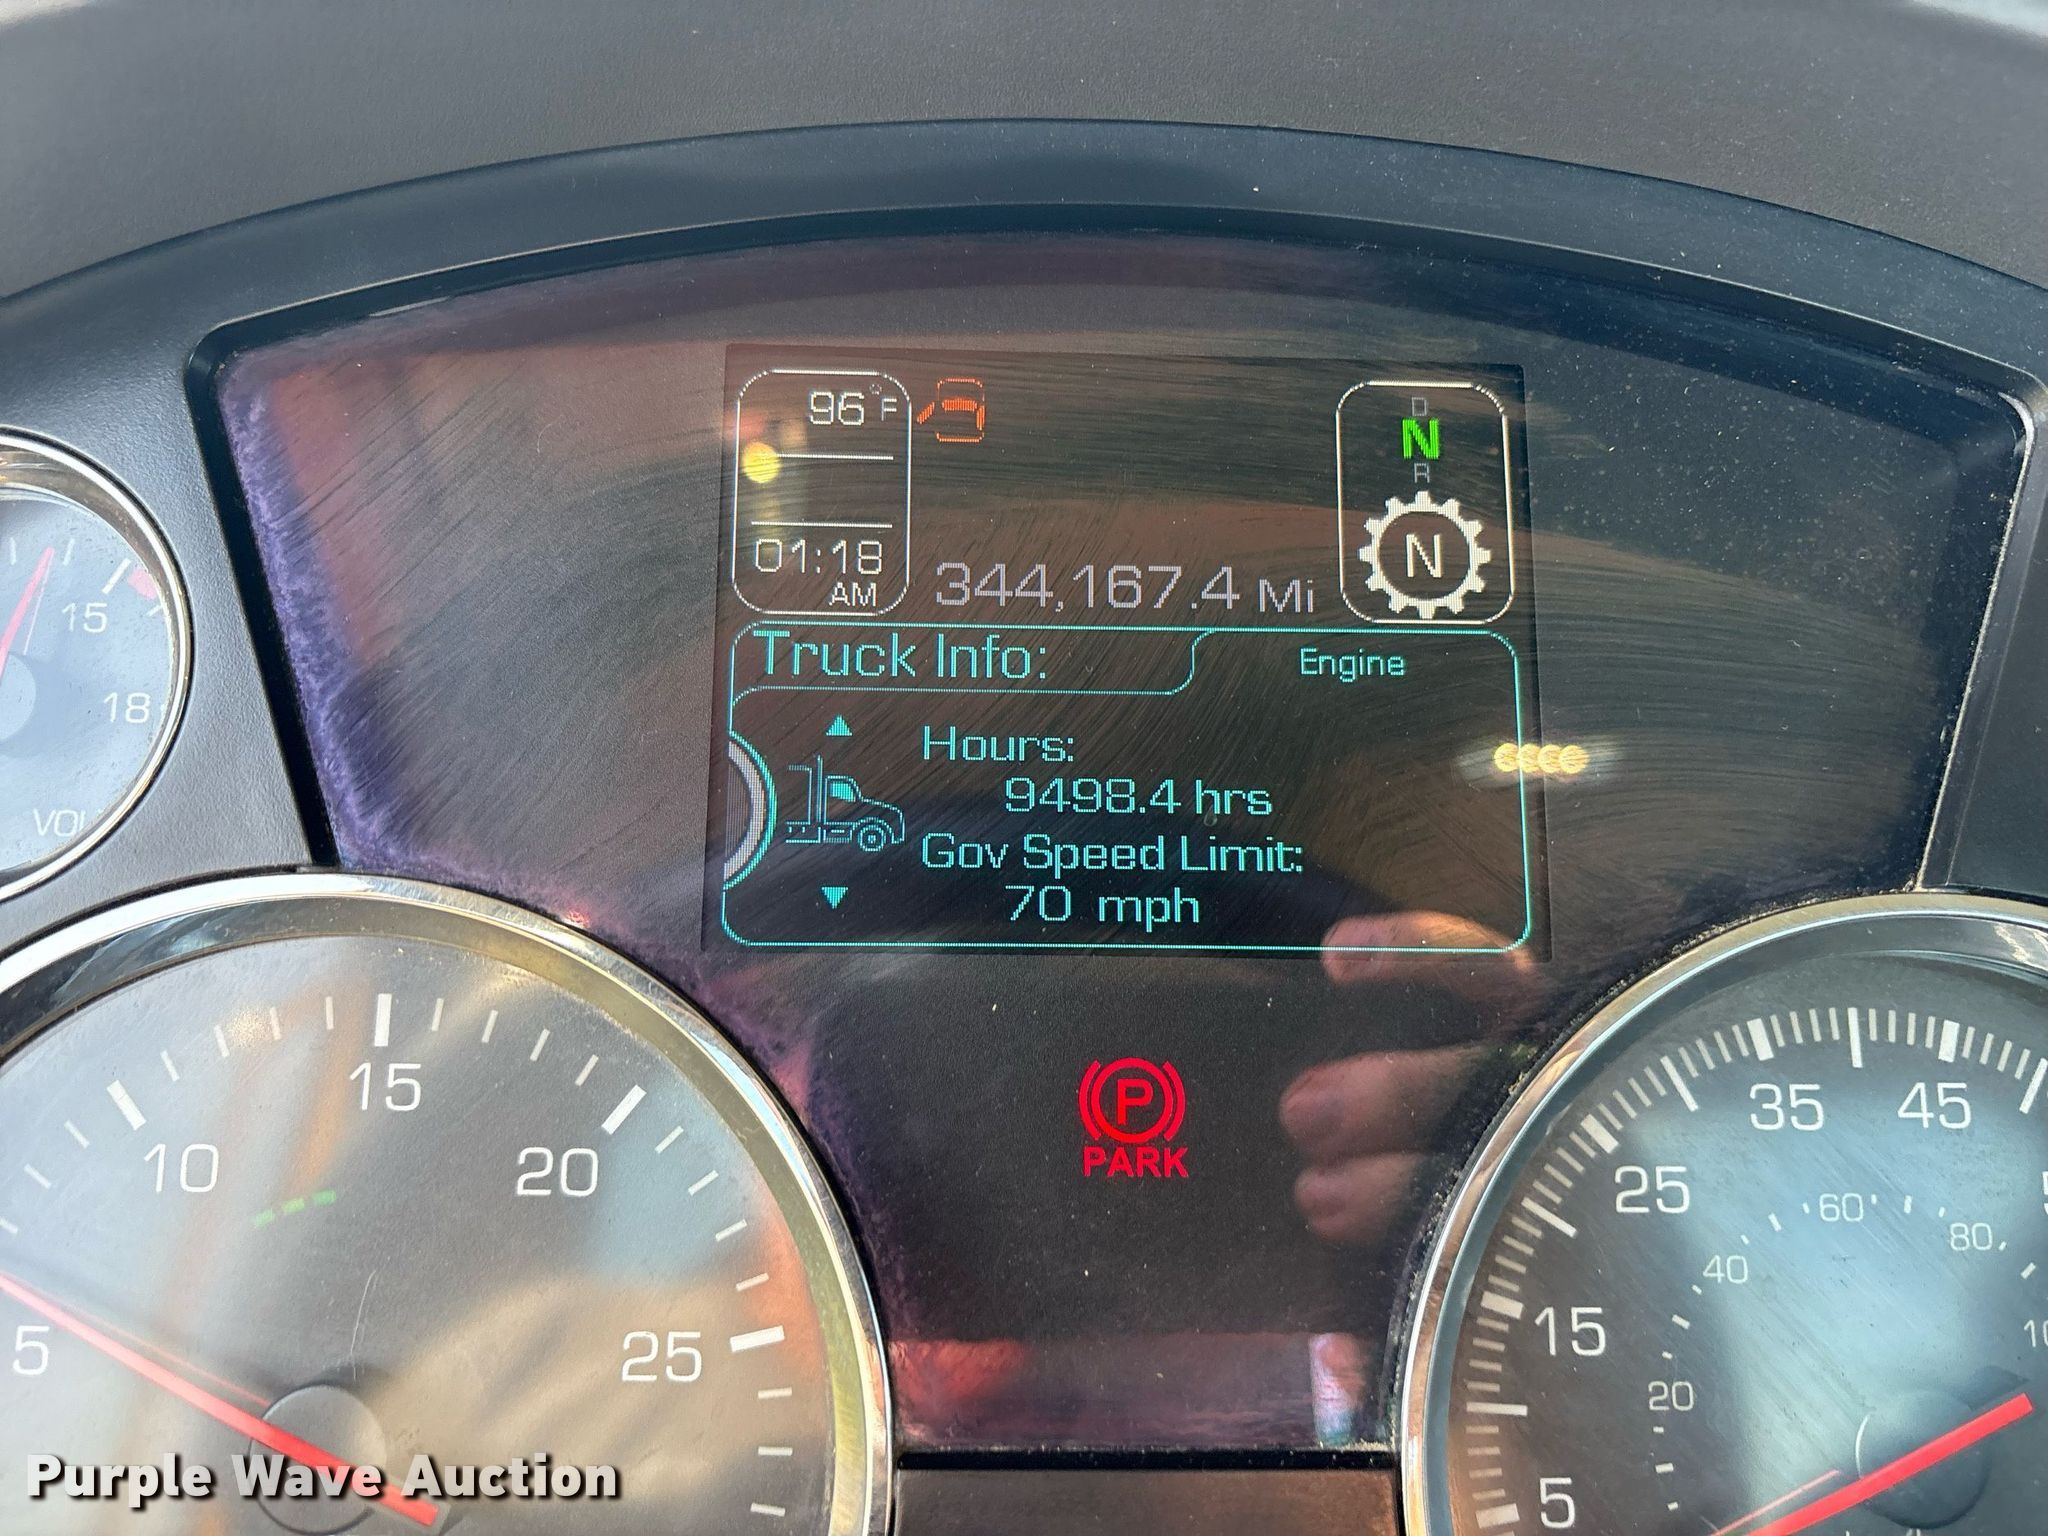 96°F
01:18
AM
344,167.4 Mi
D
N
R
N
Truck Info:
Engine
Hours:
9498.4 hrs
Gov Speed Limit:
70 mph
PARK
P
15
18
5
10
15
20
25
5
15
25
35
45
20
40
60
80
Purple Wave Auction